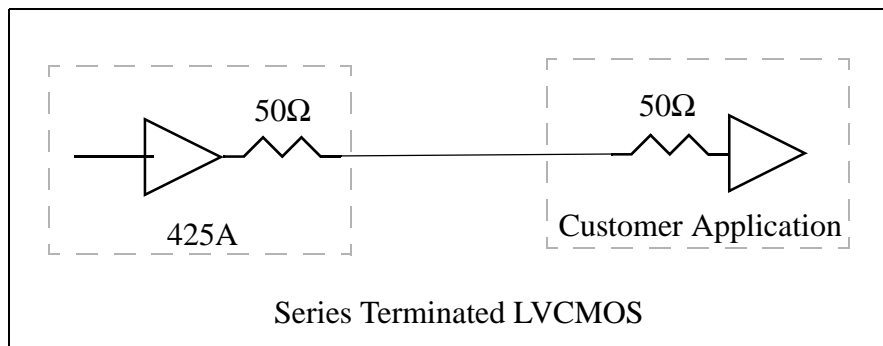 50Ω
50Ω
425A
Customer Application
Series Terminated LVCMOS